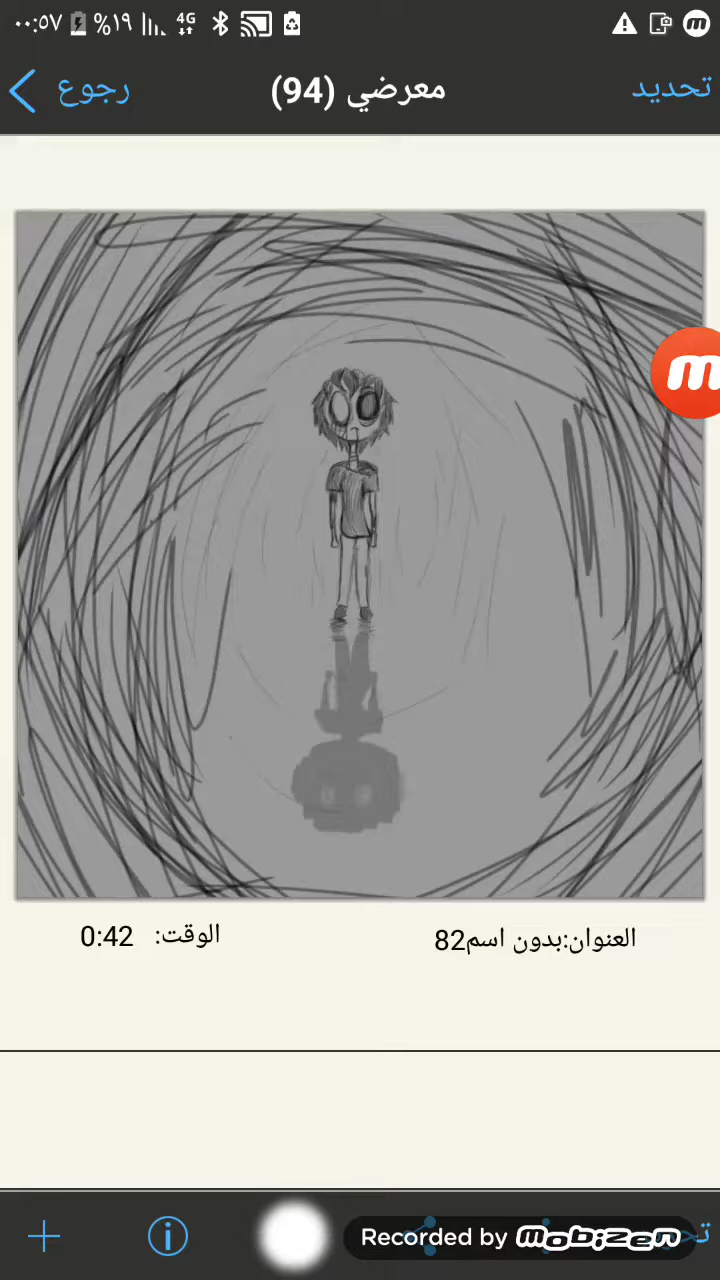 ٠٠:٥٧ %١٩ 4G
رجوع معرضي (94) تحديد
العنوان:بدون اسم82 الوقت: 0:42
Recorded by mobizen